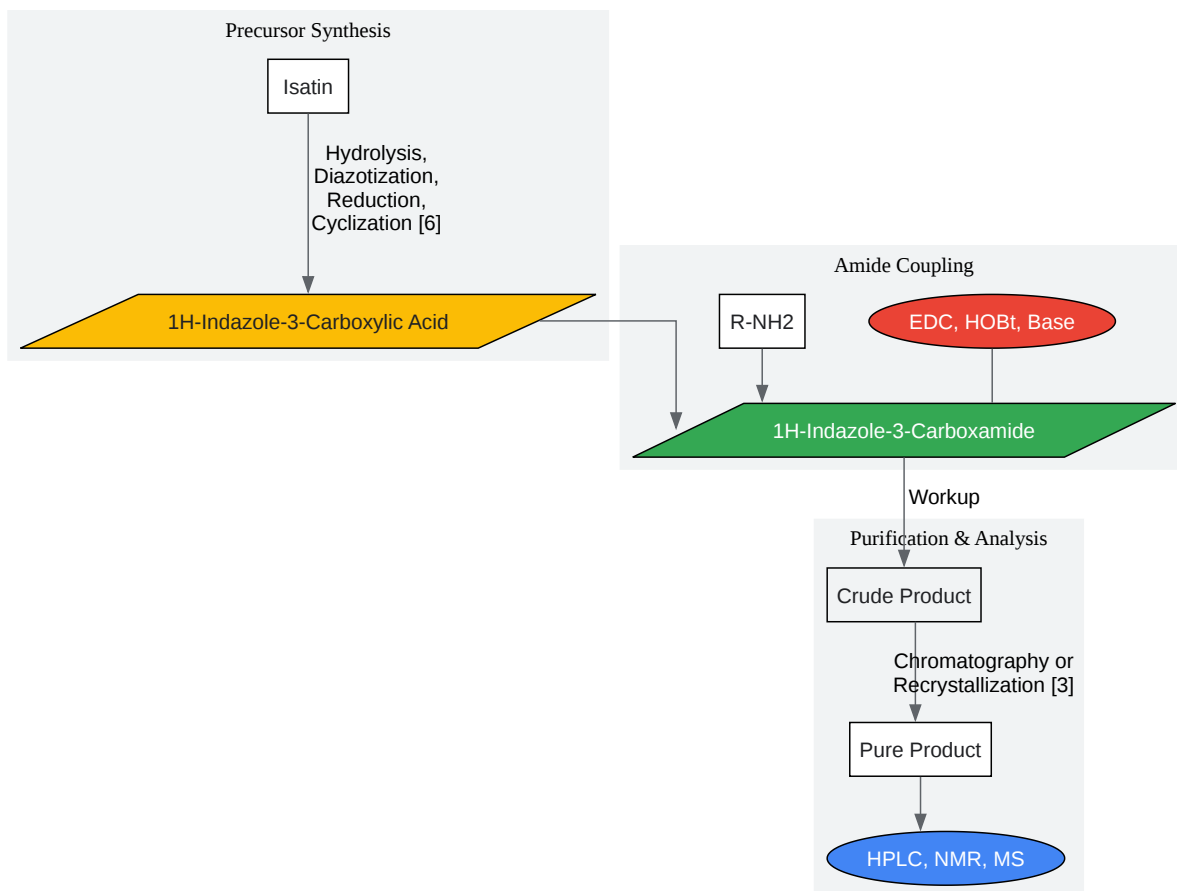 Precursor Synthesis
Isatin
Hydrolysis,
Diazotization,
Reduction,
Cyclization [6]
1H-Indazole-3-Carboxylic Acid
Amide Coupling
R-NH2
EDC, HOBt, Base
1H-Indazole-3-Carboxamide
Workup
Purification & Analysis
Crude Product
Chromatography or
Recrystallization [3]
Pure Product
HPLC, NMR, MS